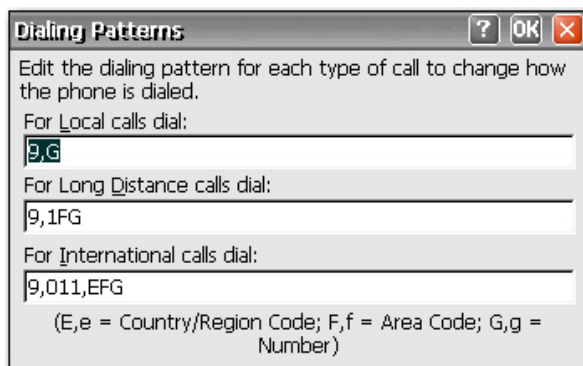 Dialing Patterns ? OK X
Edit the dialing pattern for each type of call to change how
the phone is dialed.
For Local calls dial:
9,G
For Long Distance calls dial:
9,1FG
For International calls dial:
9,011,EFG
(E,e = Country/Region Code; F,f = Area Code; G,g =
Number)